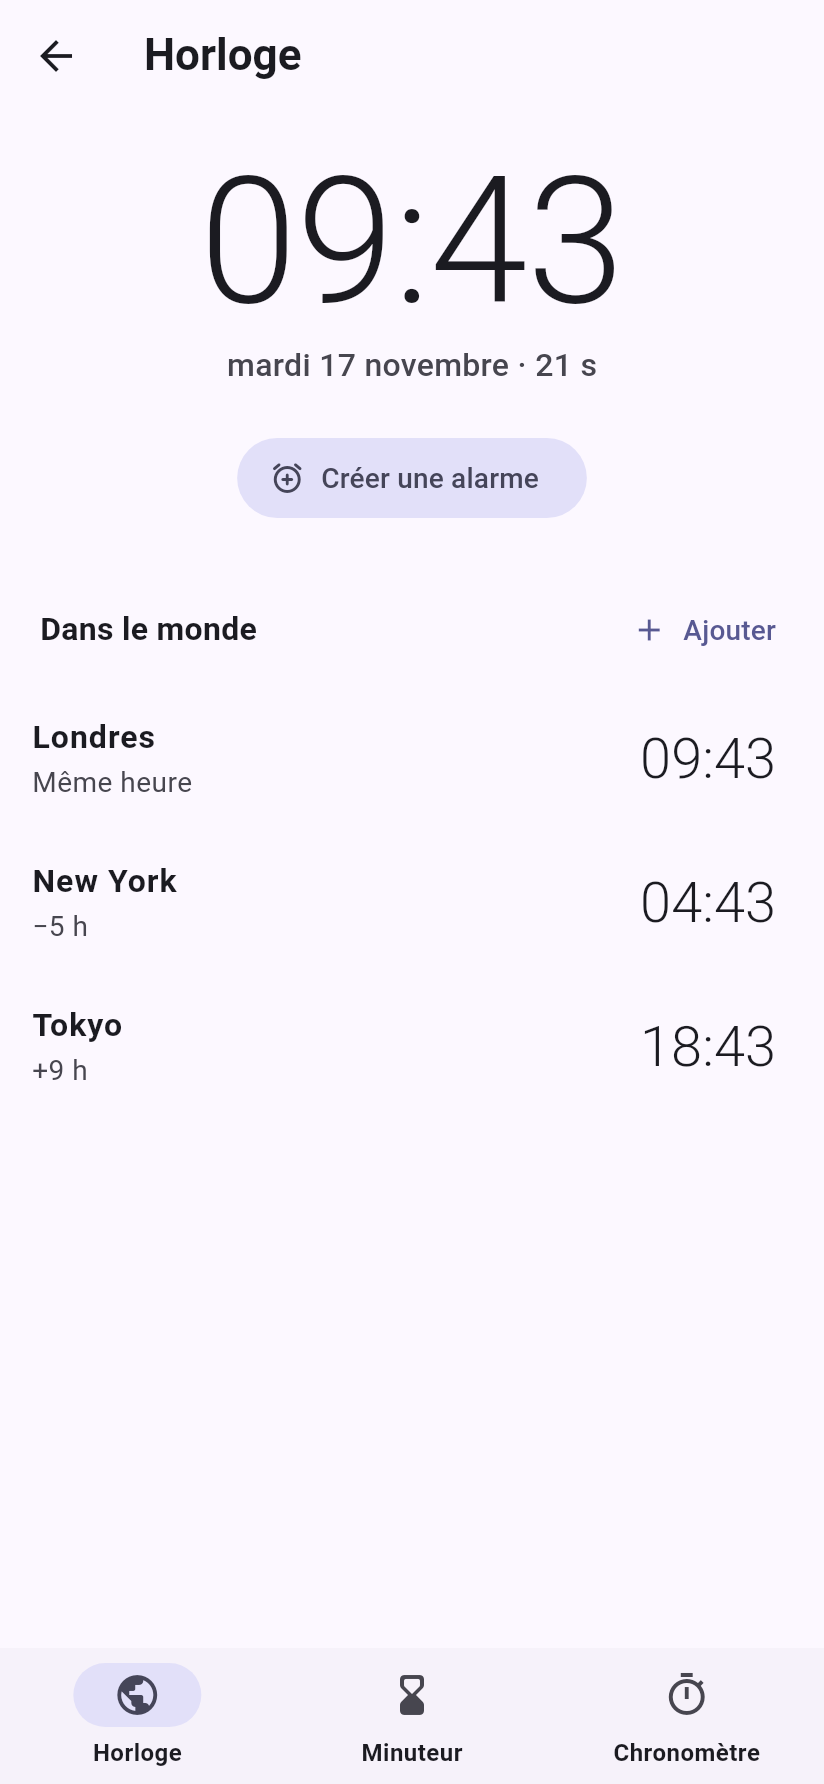 Horloge
09:43
mardi 17 novembre · 21 s
Créer une alarme
Dans le monde
Ajouter
Londres
Même heure
09:43
New York
−5 h
04:43
Tokyo
+9 h
18:43
Horloge
Minuteur
Chronomètre